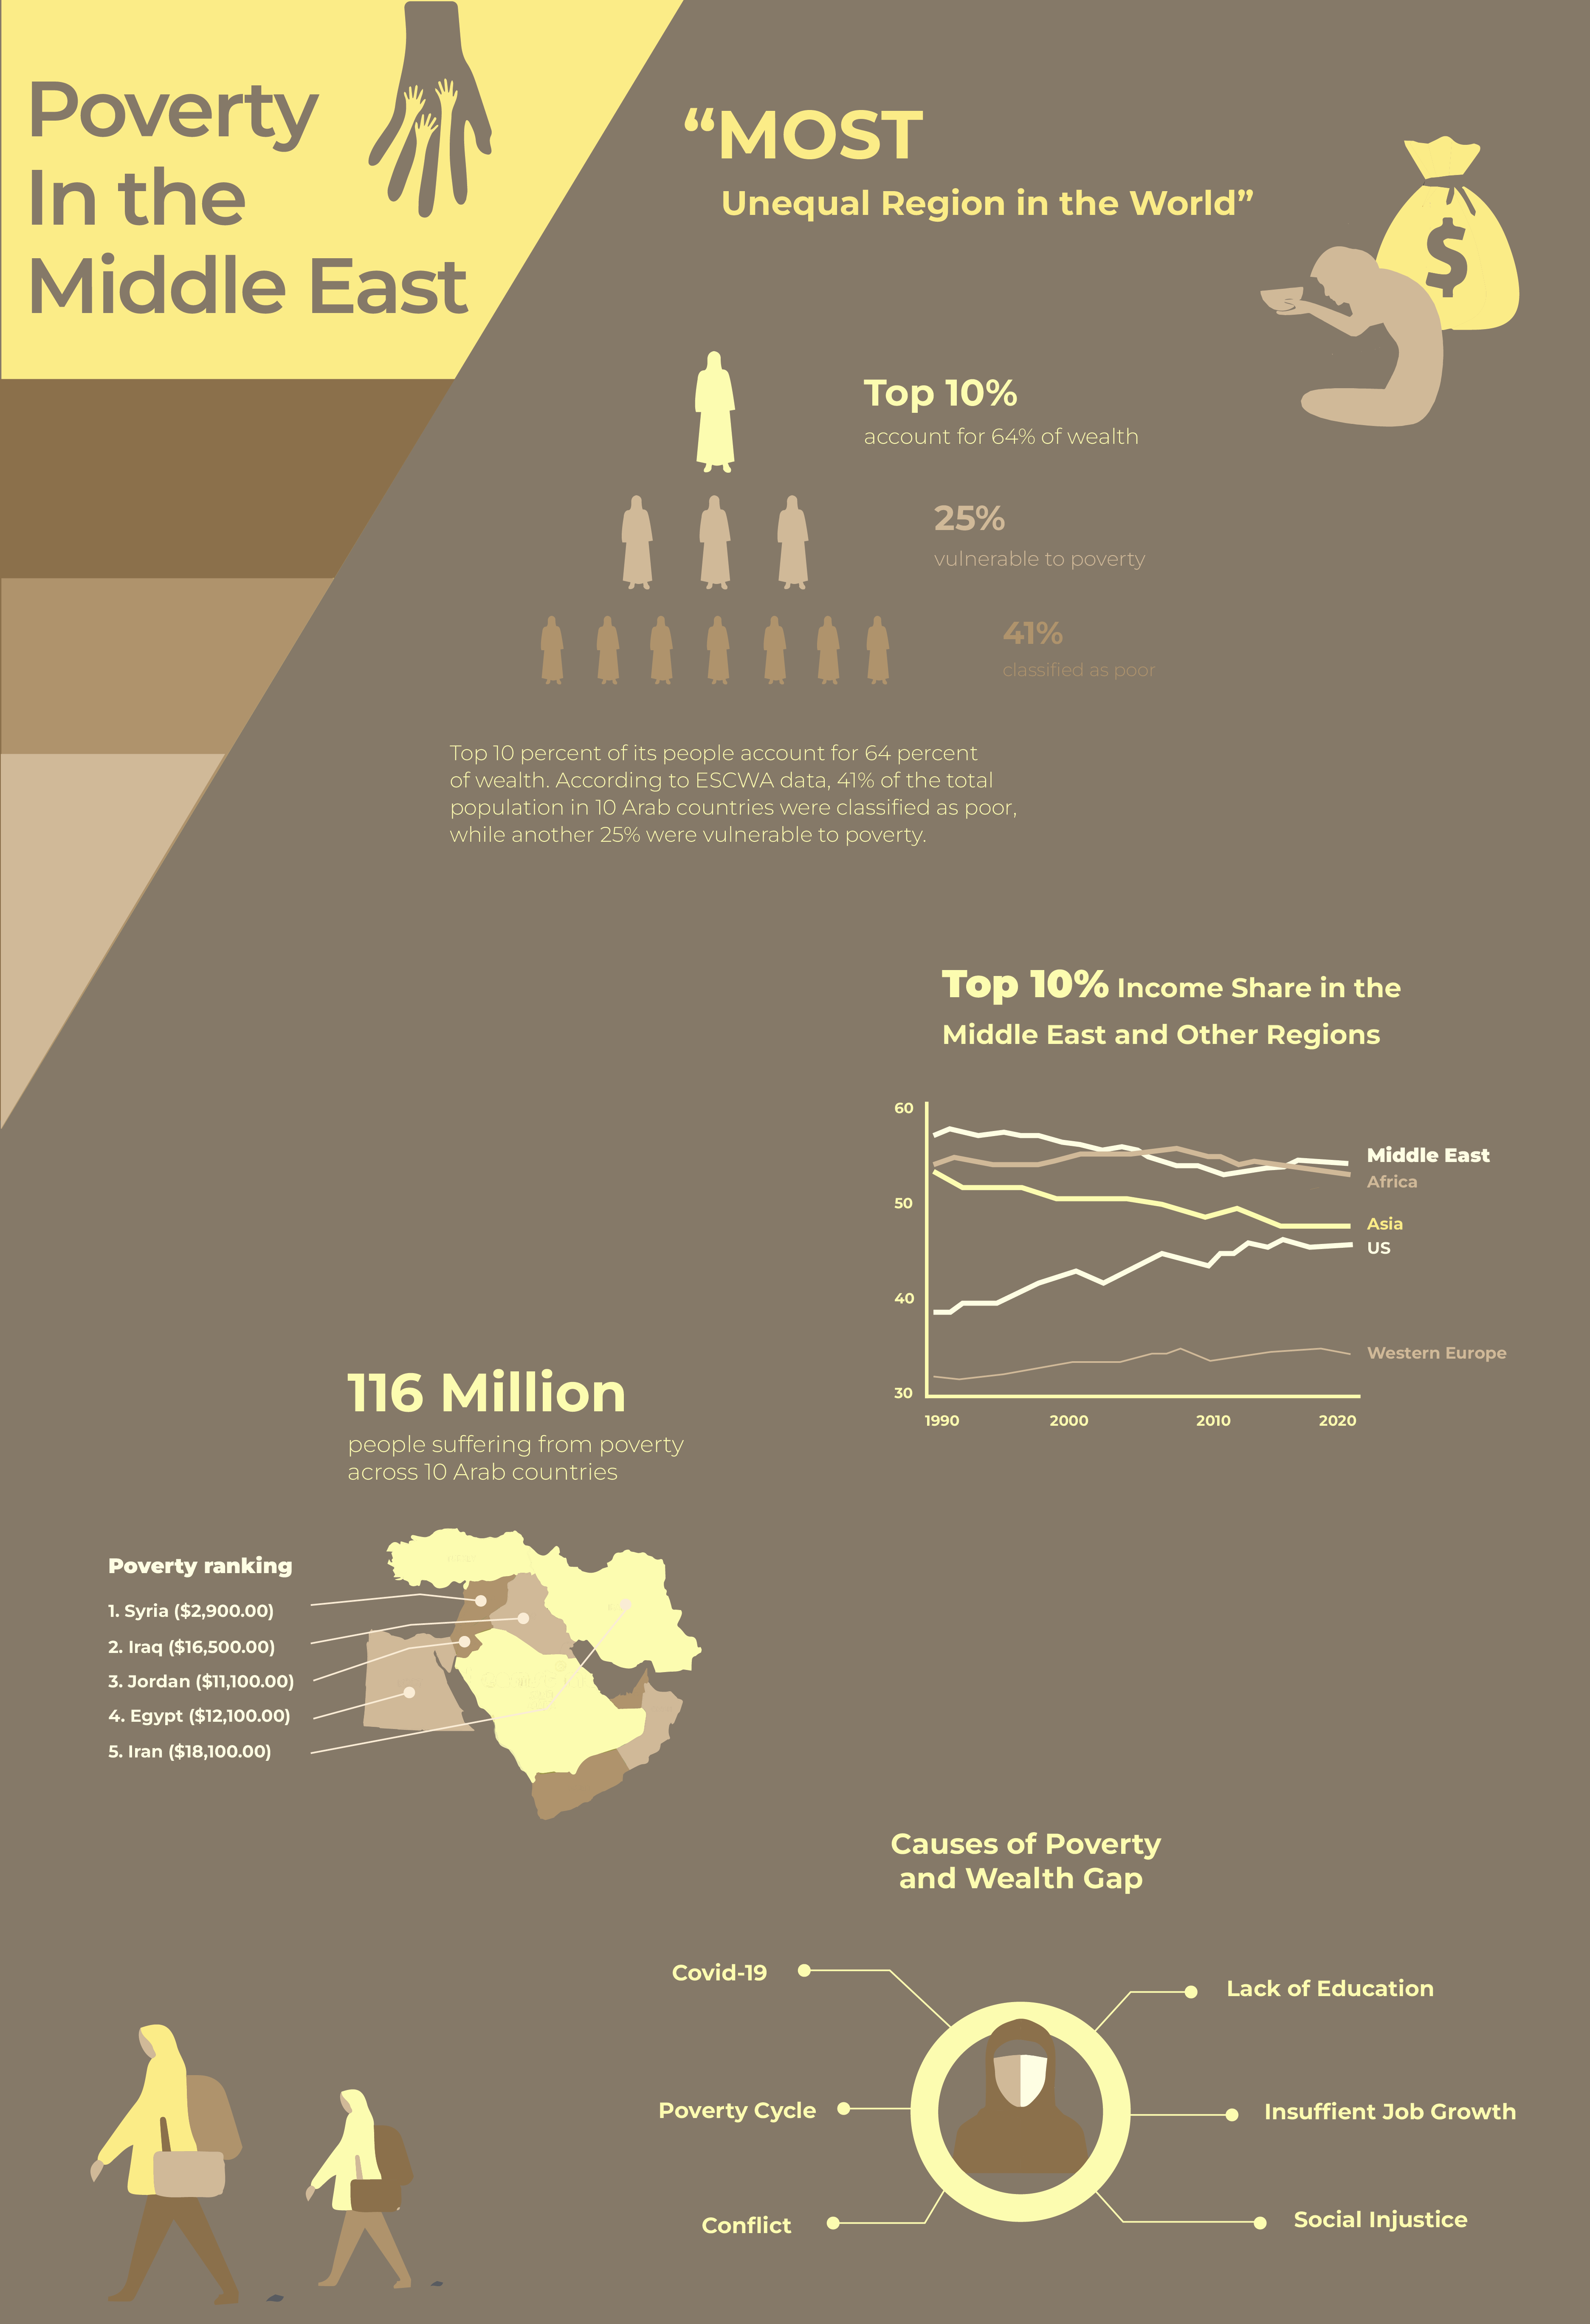 Poverty
In the
Middle East
“MOST
Unequal Region in the World”
$
Top 10%
account for 64% of wealth
25%
vulnerable to poverty
41%
classified as poor
Top 10 percent of its people account for 64 percent
of wealth. According to ESCWA data, 41% of the total
population in 10 Arab countries were classified as poor,
while another 25% were vulnerable to poverty.
Top 10% Income Share in the
Middle East and Other Regions
60
50
40
30
1990
2000
2010
2020
Middle East
Africa
Asia
US
Western Europe
116 Million
people suffering from poverty
across 10 Arab countries
Poverty ranking
1. Syria ($2,900.00)
2. Iraq ($16,500.00)
3. Jordan ($11,100.00)
4. Egypt ($12,100.00)
5. Iran ($18,100.00)
Causes of Poverty
and Wealth Gap
Covid-19
Lack of Education
Poverty Cycle
Insuffient Job Growth
Conflict
Social Injustice